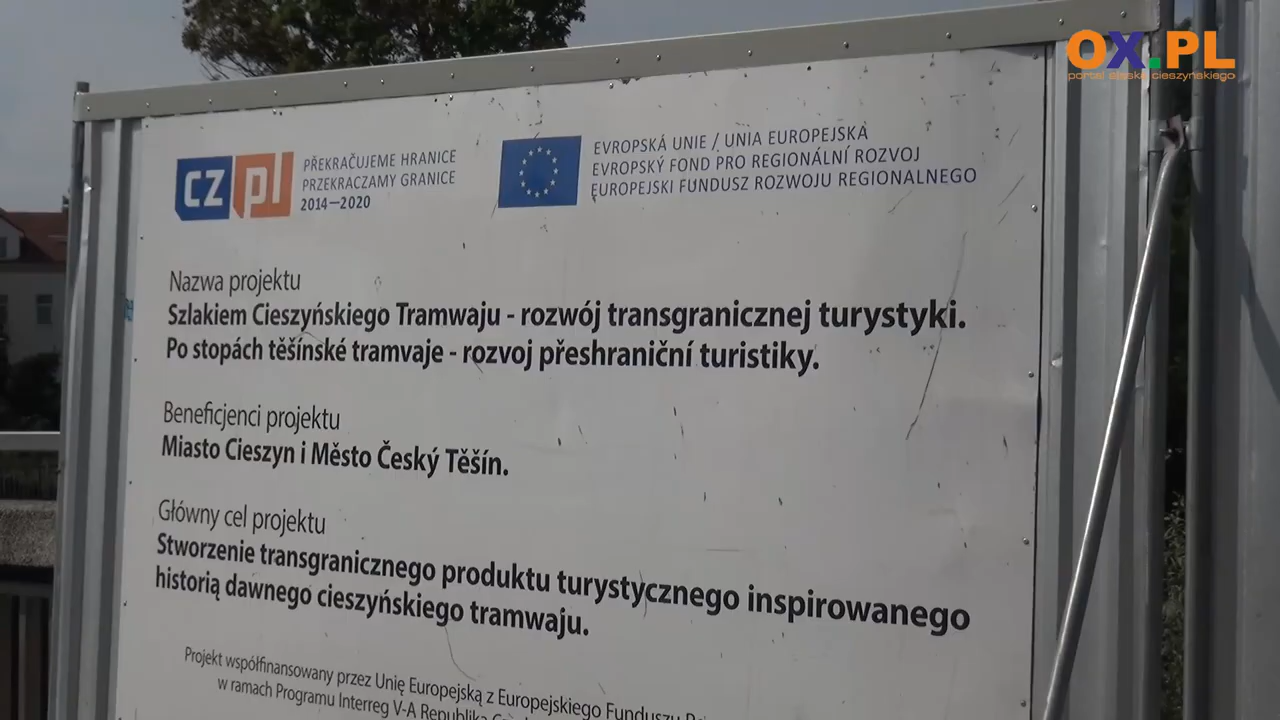 OX.PL
portal śląska cieszyńskiego
cz pl
PŘEKRAČUJEME HRANICE
PRZEKRACZAMY GRANICE
2014—2020
EVROPSKÁ UNIE / UNIA EUROPEJSKA
EVROPSKÝ FOND PRO REGIONÁLNÍ ROZVOJ
EUROPEJSKI FUNDUSZ ROZWOJU REGIONALNEGO
Nazwa projektu
Szlakiem Cieszyńskiego Tramwaju - rozwój transgranicznej turystyki.
Po stopách těšínské tramvaje - rozvoj přeshraniční turistiky.
Beneficjenci projektu
Miasto Cieszyn i Město Český Těšín.
Główny cel projektu
Stworzenie transgranicznego produktu turystycznego inspirowanego
historią dawnego cieszyńskiego tramwaju.
Projekt współfinansowany przez Unię Europejską z Europejskiego Funduszu
w ramach Programu Interreg V-A Republika